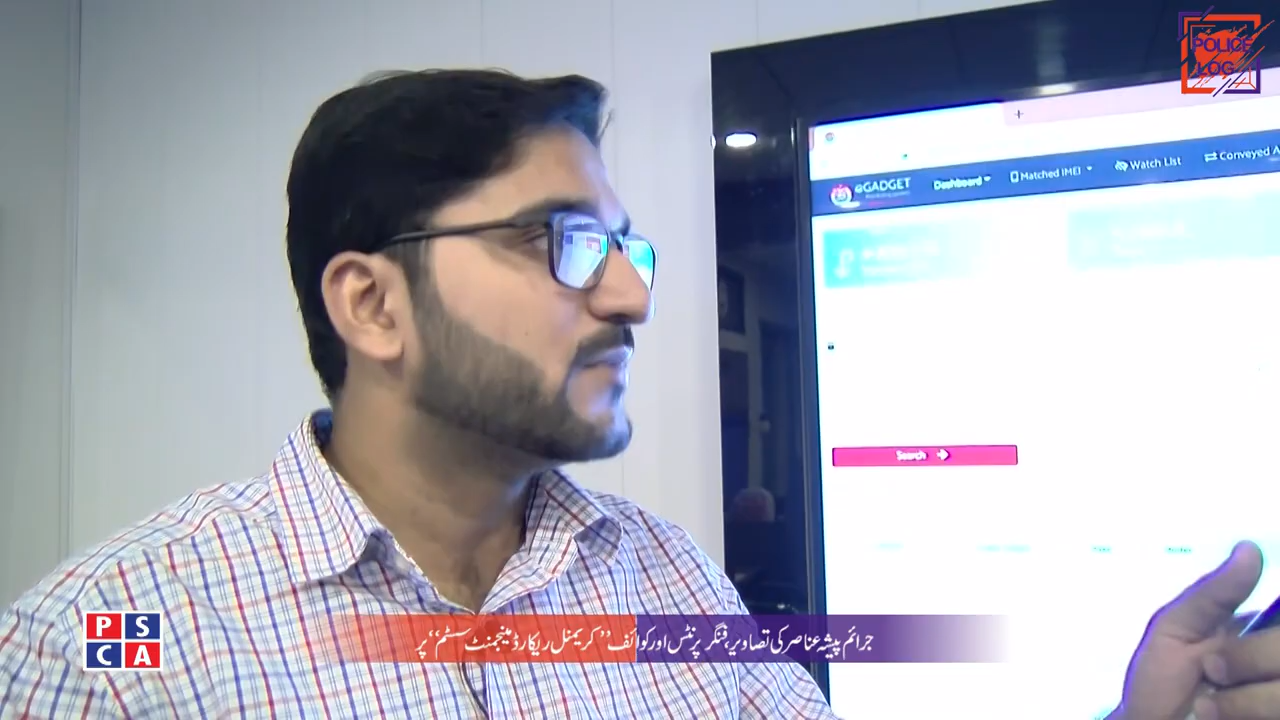 POLICE
LOG
+
eGADGET
Dashboard
Matched IMEI
Watch List
Conveyed A
Search
جرائم پیشہ عناصر کی تصاویر، فنگر پرنٹس اور کوائف ’’کریمنل ریکارڈ مینجمنٹ سسٹم‘‘ پر
P S
C A